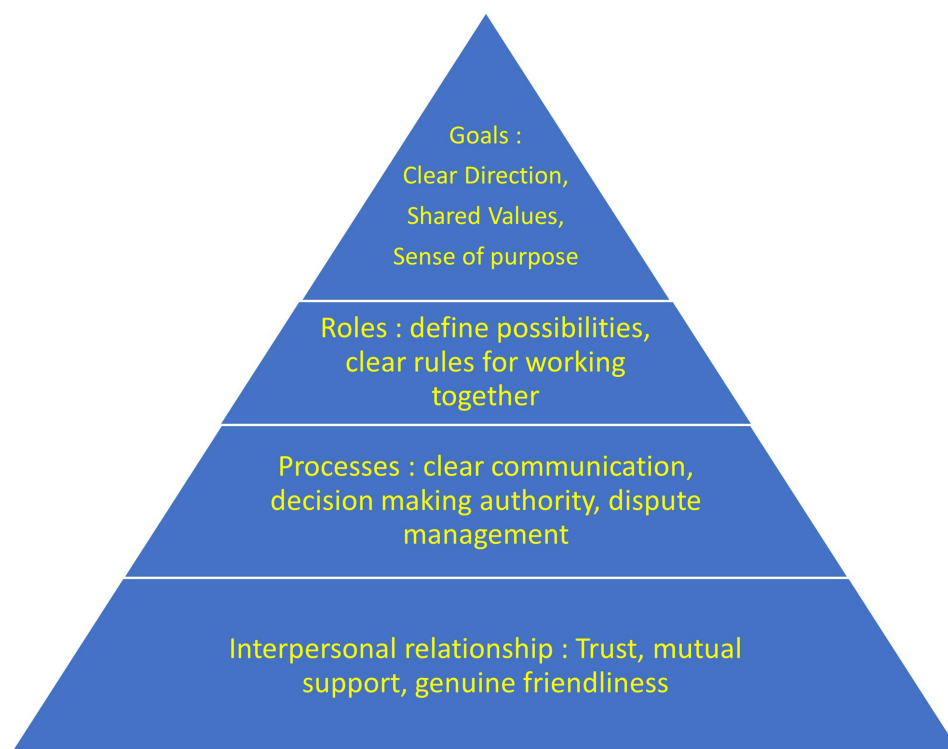 Goals :
Clear Direction,
Shared Values,
Sense of purpose
Roles : define possibilities,
clear rules for working
together
Processes : clear communication,
decision making authority, dispute
management
Interpersonal relationship : Trust, mutual
support, genuine friendliness